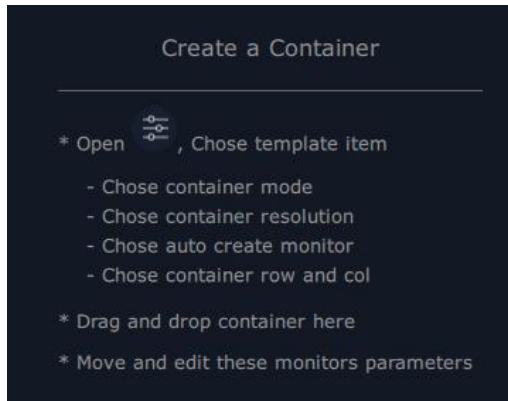 Create a Container
* Open , Chose template item
- Chose container mode
- Chose container resolution
- Chose auto create monitor
- Chose container row and col
* Drag and drop container here
* Move and edit these monitors parameters